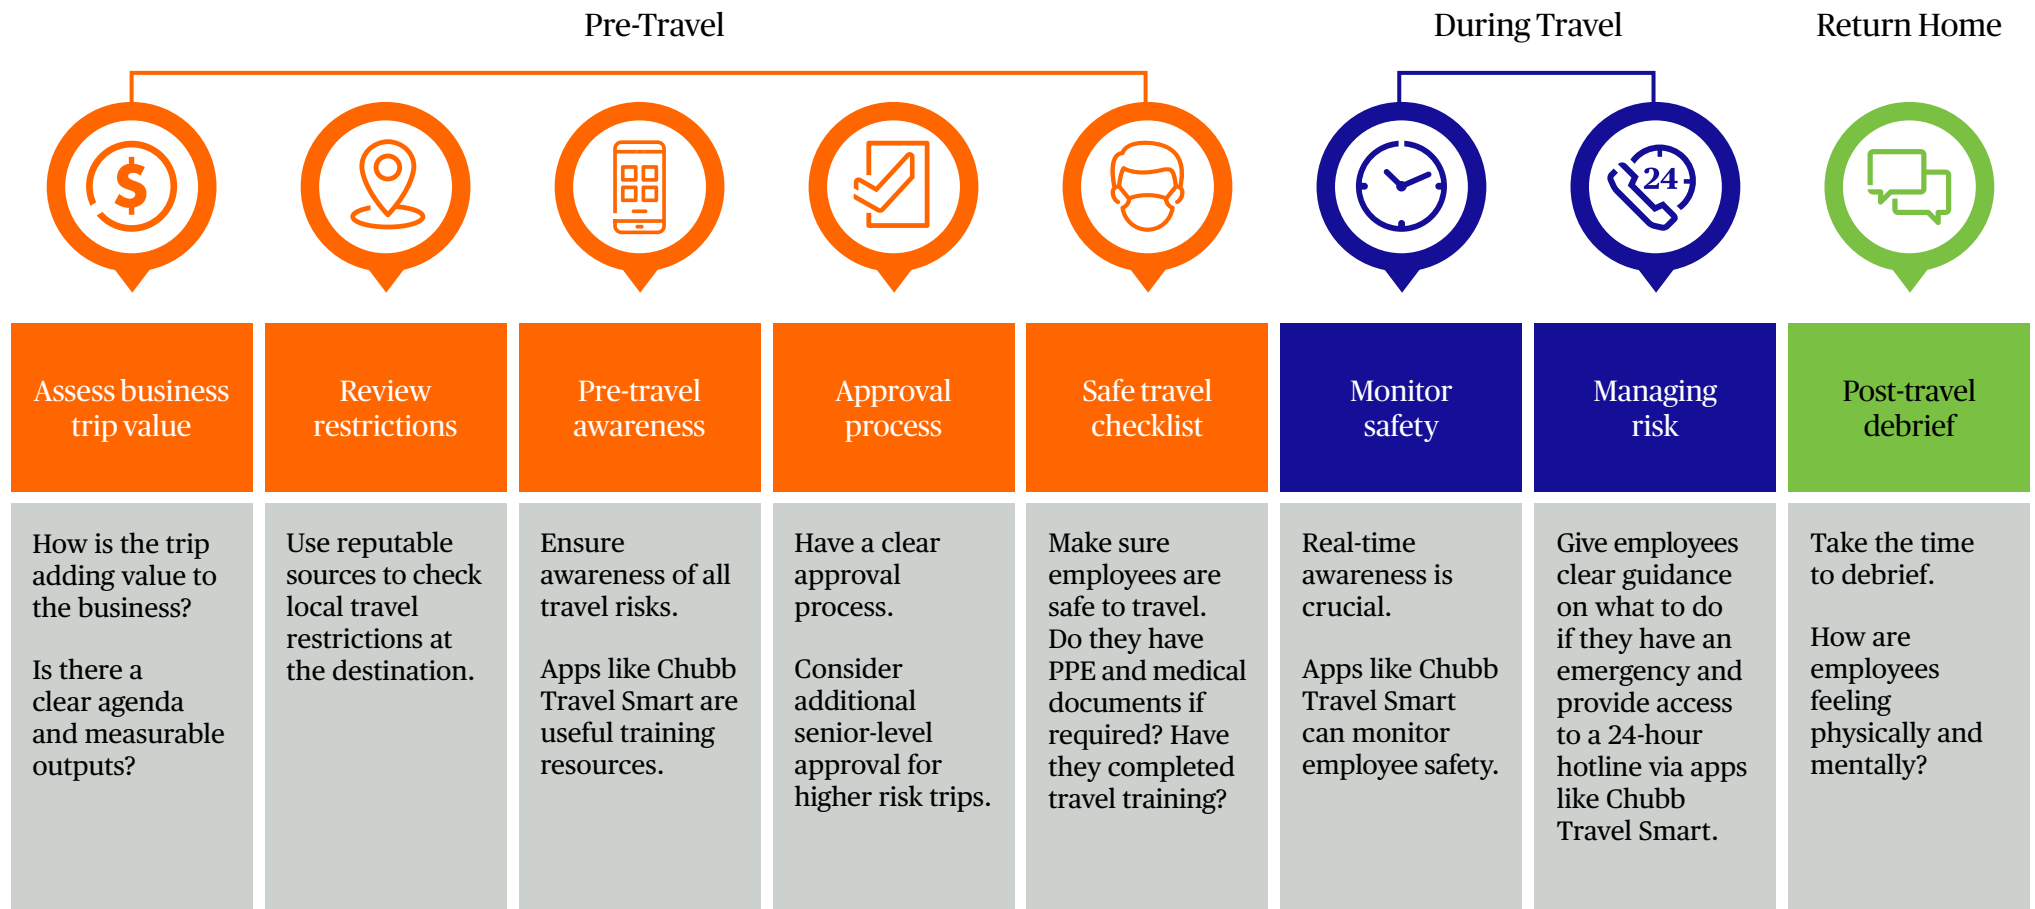 Pre-Travel
During Travel
Return Home
$
24
Assess business
trip value
How is the trip
adding value to
the business?
Is there a
clear agenda
and measurable
outputs?
Review
restrictions
Use reputable
sources to check
local travel
restrictions at
the destination.
Pre-travel
awareness
Ensure
awareness of all
travel risks.
Apps like Chubb
Travel Smart are
useful training
resources.
Approval
process
Have a clear
approval
process.
Consider
additional
senior-level
approval for
higher risk trips.
Safe travel
checklist
Make sure
employees are
safe to travel.
Do they have
PPE and medical
documents if
required? Have
they completed
travel training?
Monitor
safety
Real-time
awareness is
crucial.
Apps like Chubb
Travel Smart
can monitor
employee safety.
Managing
risk
Give employees
clear guidance
on what to do
if they have an
emergency and
provide access
to a 24-hour
hotline via apps
like Chubb
Travel Smart.
Post-travel
debrief
Take the time
to debrief.
How are
employees
feeling
physically and
mentally?